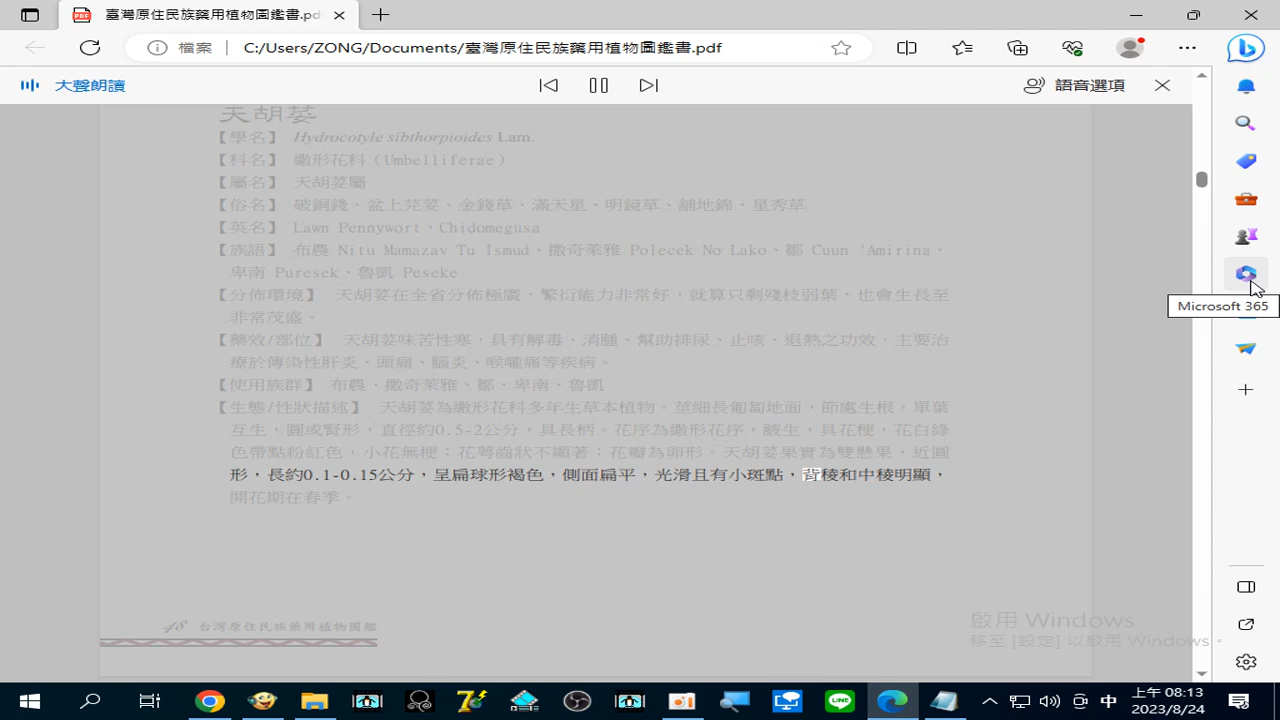 臺灣原住民族藥用植物圖鑑書.pdf
檔案 C:/Users/ZONG/Documents/臺灣原住民族藥用植物圖鑑書.pdf
大聲朗讀
語音選項
天胡荽
【學名】 Hydrocotyle sibthorpioides Lam.
【科名】 繖形花科（Umbelliferae）
【屬名】 天胡荽屬
【俗名】 破銅錢、盆上芫荽、金錢草、滿天星、明鏡草、舖地錦、星秀草
【英名】 Lawn Pennywort、Chidomegusa
【族語】 布農 Nitu Mamazav Tu Ismud、撒奇萊雅 Polecek No Lako、鄒 Cuun 'Amirina、
卑南 Puresek、魯凱 Peseke
【分佈環境】 天胡荽在全省分佈極廣、繁衍能力非常好，就算只剩殘枝弱葉，也會生長至
非常茂盛。
【藥效/部位】 天胡荽味苦性寒，具有解毒、消腫、幫助排尿、止咳、退熱之功效，主要治
療於傳染性肝炎、頭痛、腦炎、喉嚨痛等疾病。
【使用族群】 布農、撒奇萊雅、鄒、卑南、魯凱
【生態/性狀描述】 天胡荽為繖形花科多年生草本植物。莖細長匍匐地面，節處生根，單葉
互生，圓或腎形，直徑約0.5-2公分，具長柄。花序為繖形花序，腋生，具花梗，花白綠
色帶點粉紅色，小花無梗；花萼齒狀不顯著；花瓣為卵形。天胡荽果實為雙懸果，近圓
形，長約0.1-0.15公分，呈扁球形褐色，側面扁平，光滑且有小斑點，背稜和中稜明顯，
開花期在春季。
48 台灣原住民族藥用植物圖鑑
Microsoft 365
啟用 Windows
移至 [設定] 以啟用 Windows。
中
上午 08:13
2023/8/24